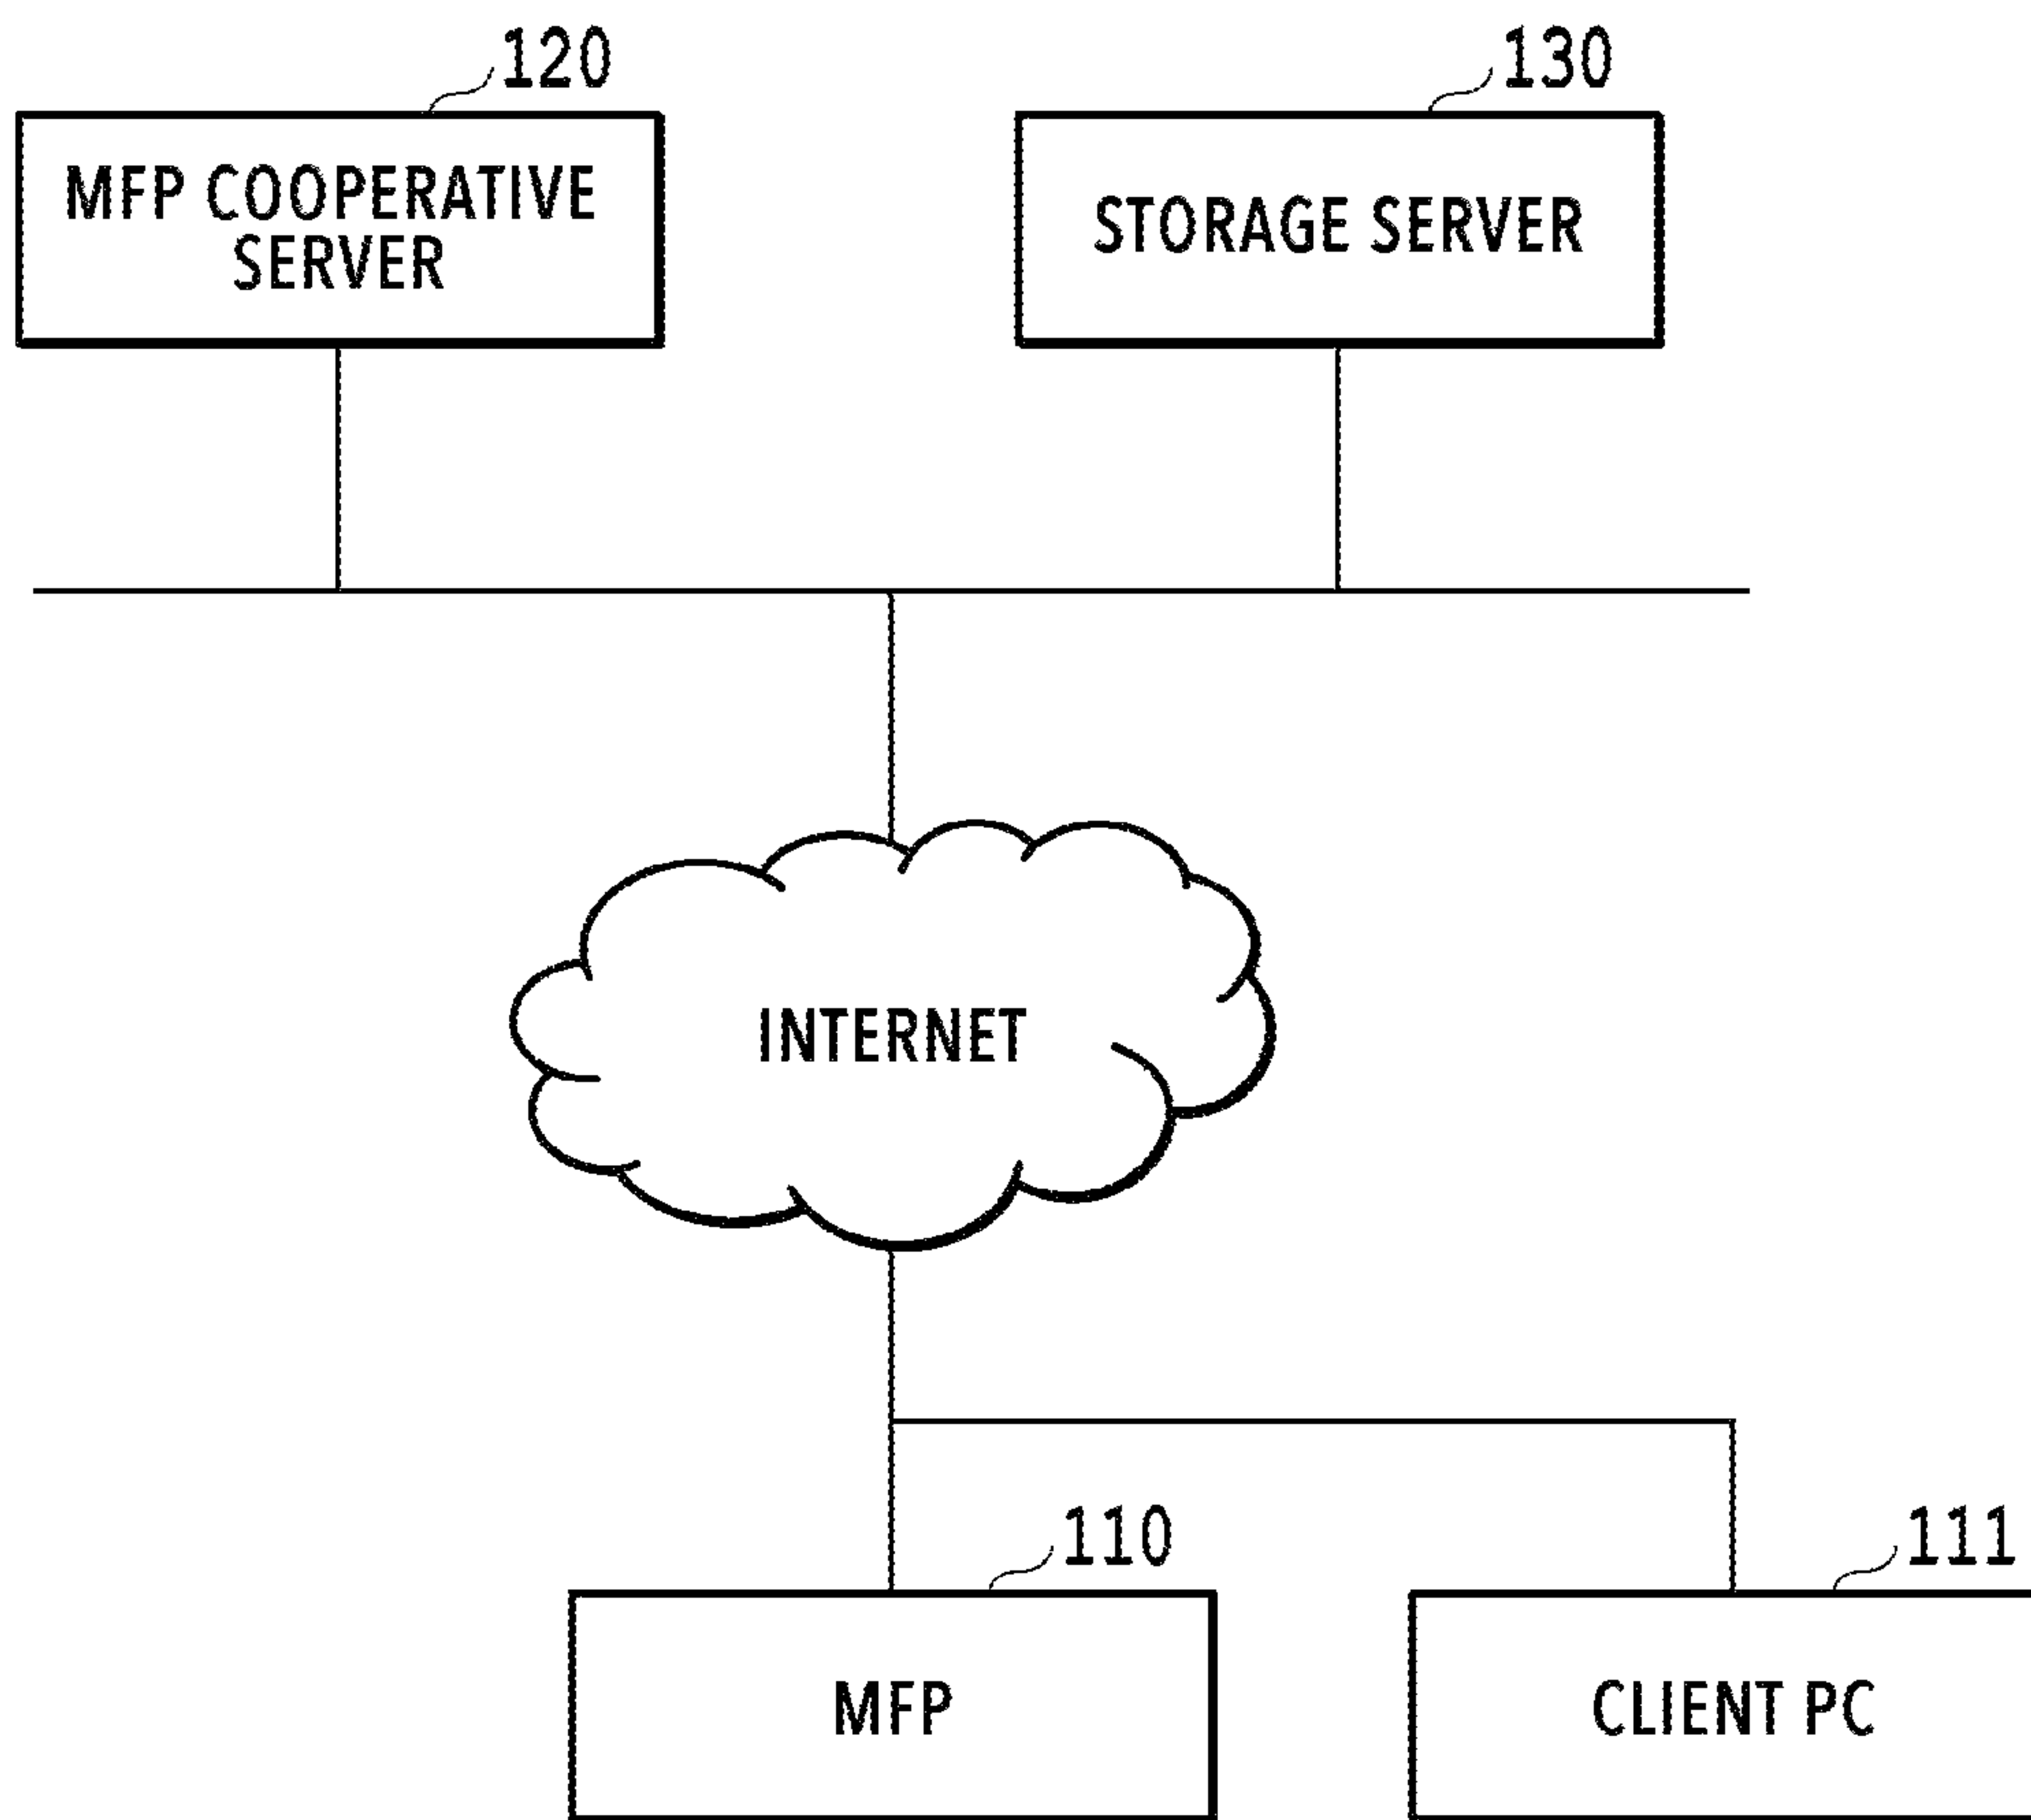 120
130
MFP COOPERATIVE
SERVER
STORAGE SERVER
INTERNET
110
111
MFP
CLIENT PC